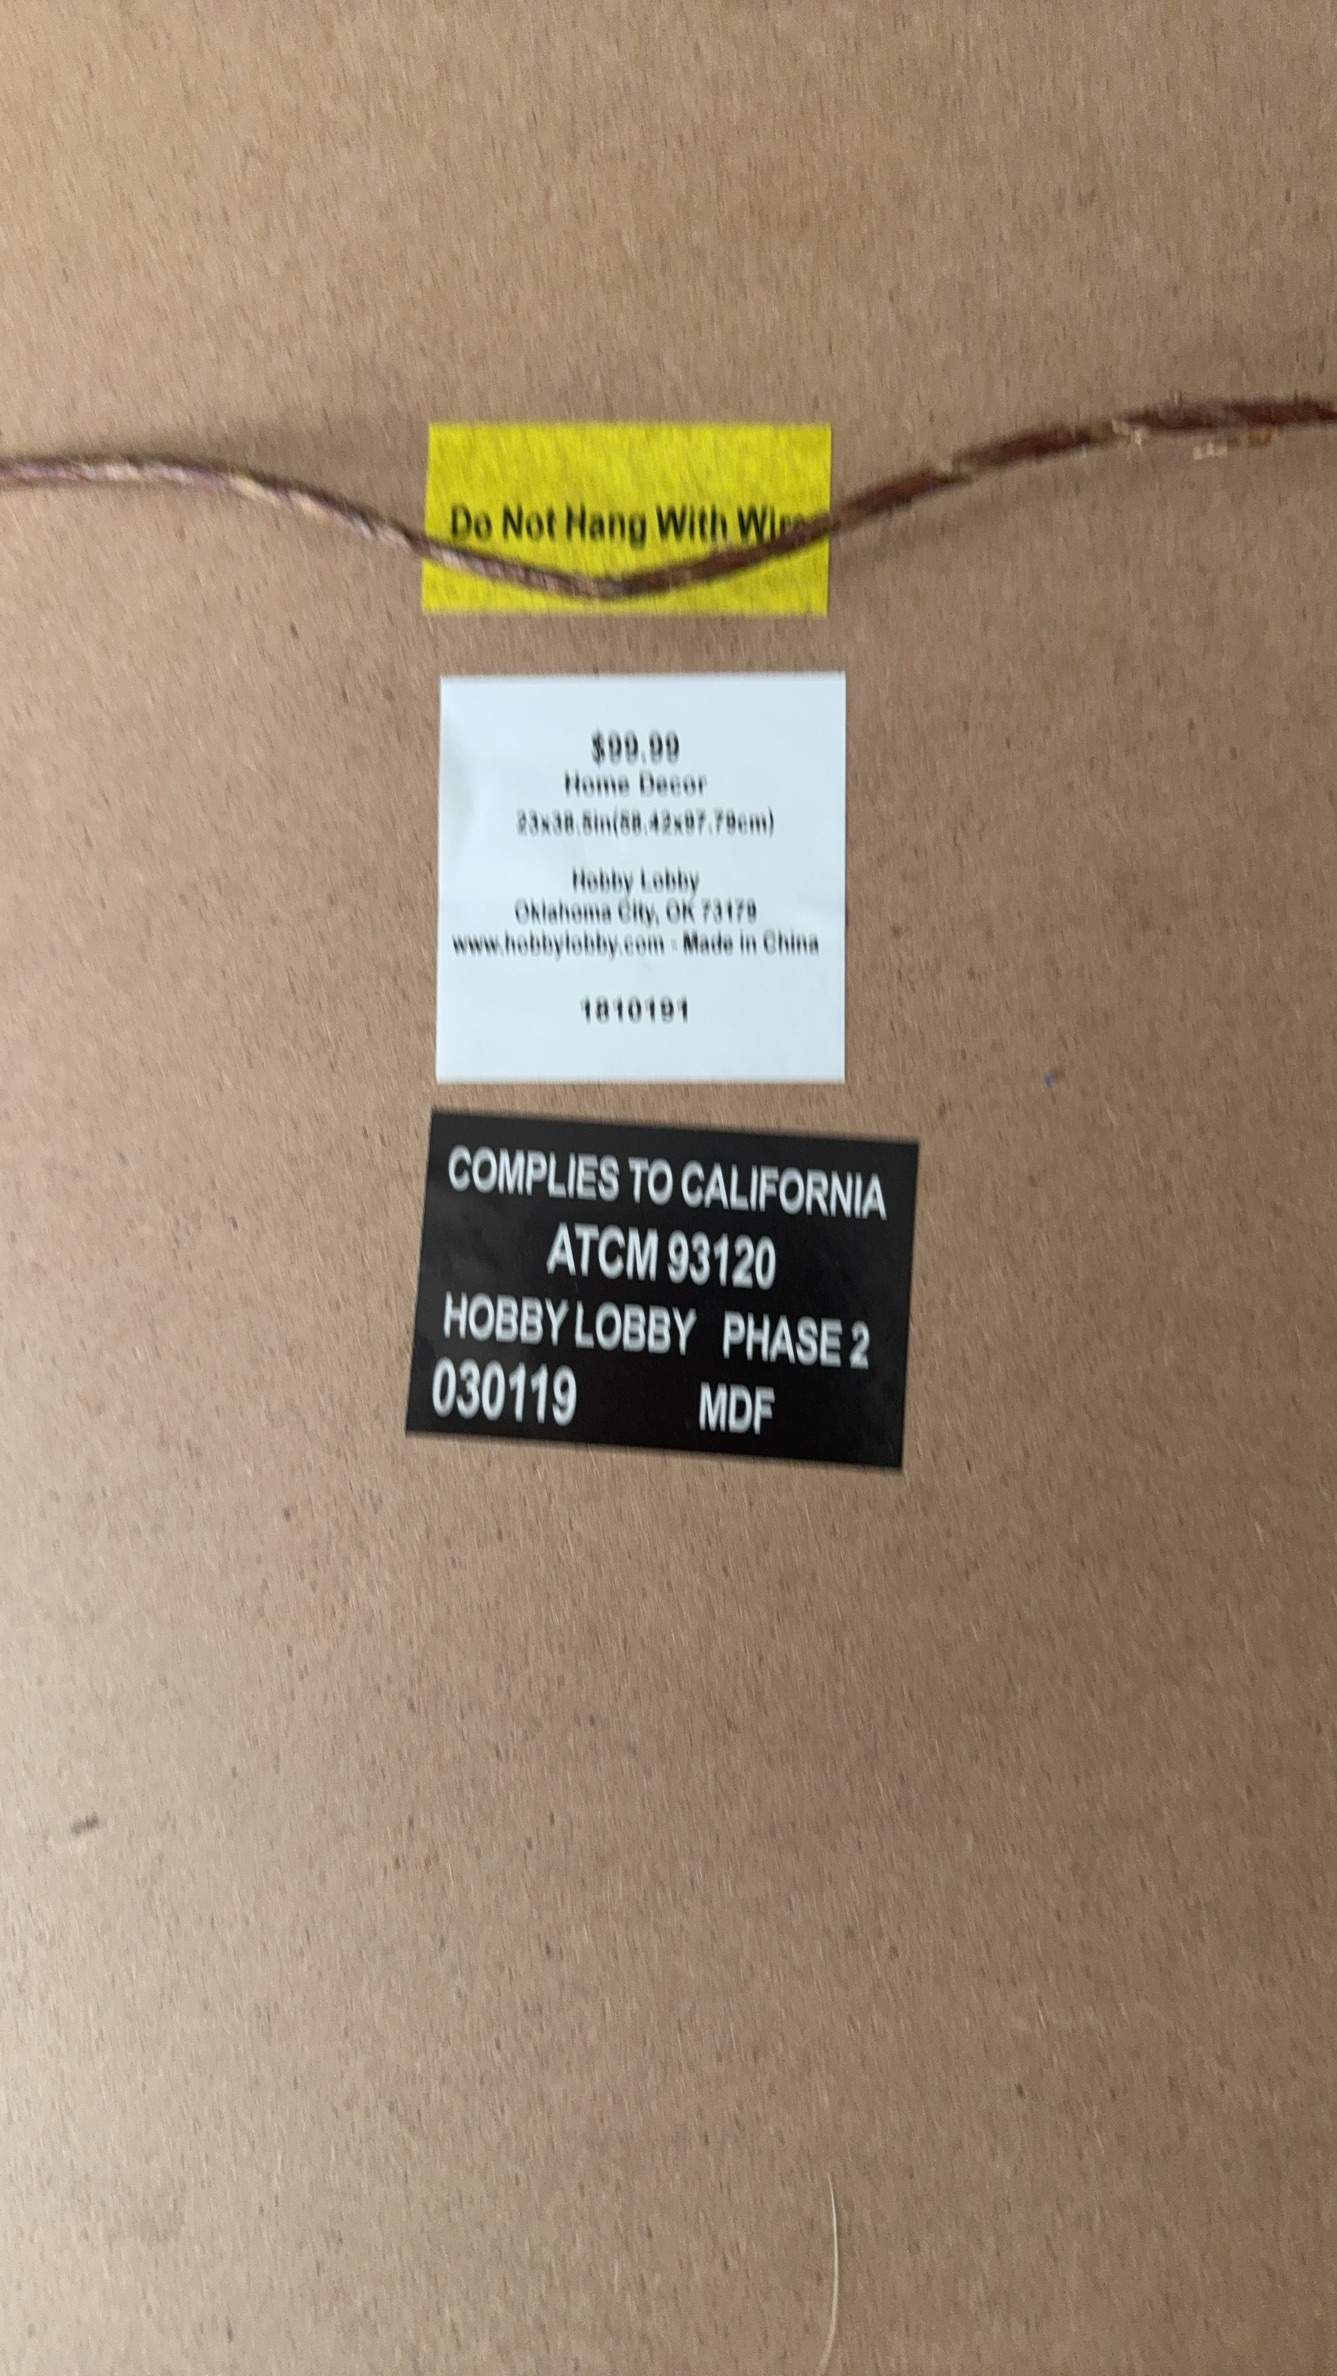 Do Not Hang With Wire
$99.99
Home Decor
23x38.5in(58.42x97.79cm)
Hobby Lobby
Oklahoma City, OK 73179
www.hobbylobby.com - Made in China
1810191
COMPLIES TO CALIFORNIA
ATCM 93120
HOBBY LOBBY PHASE 2
030119 MDF